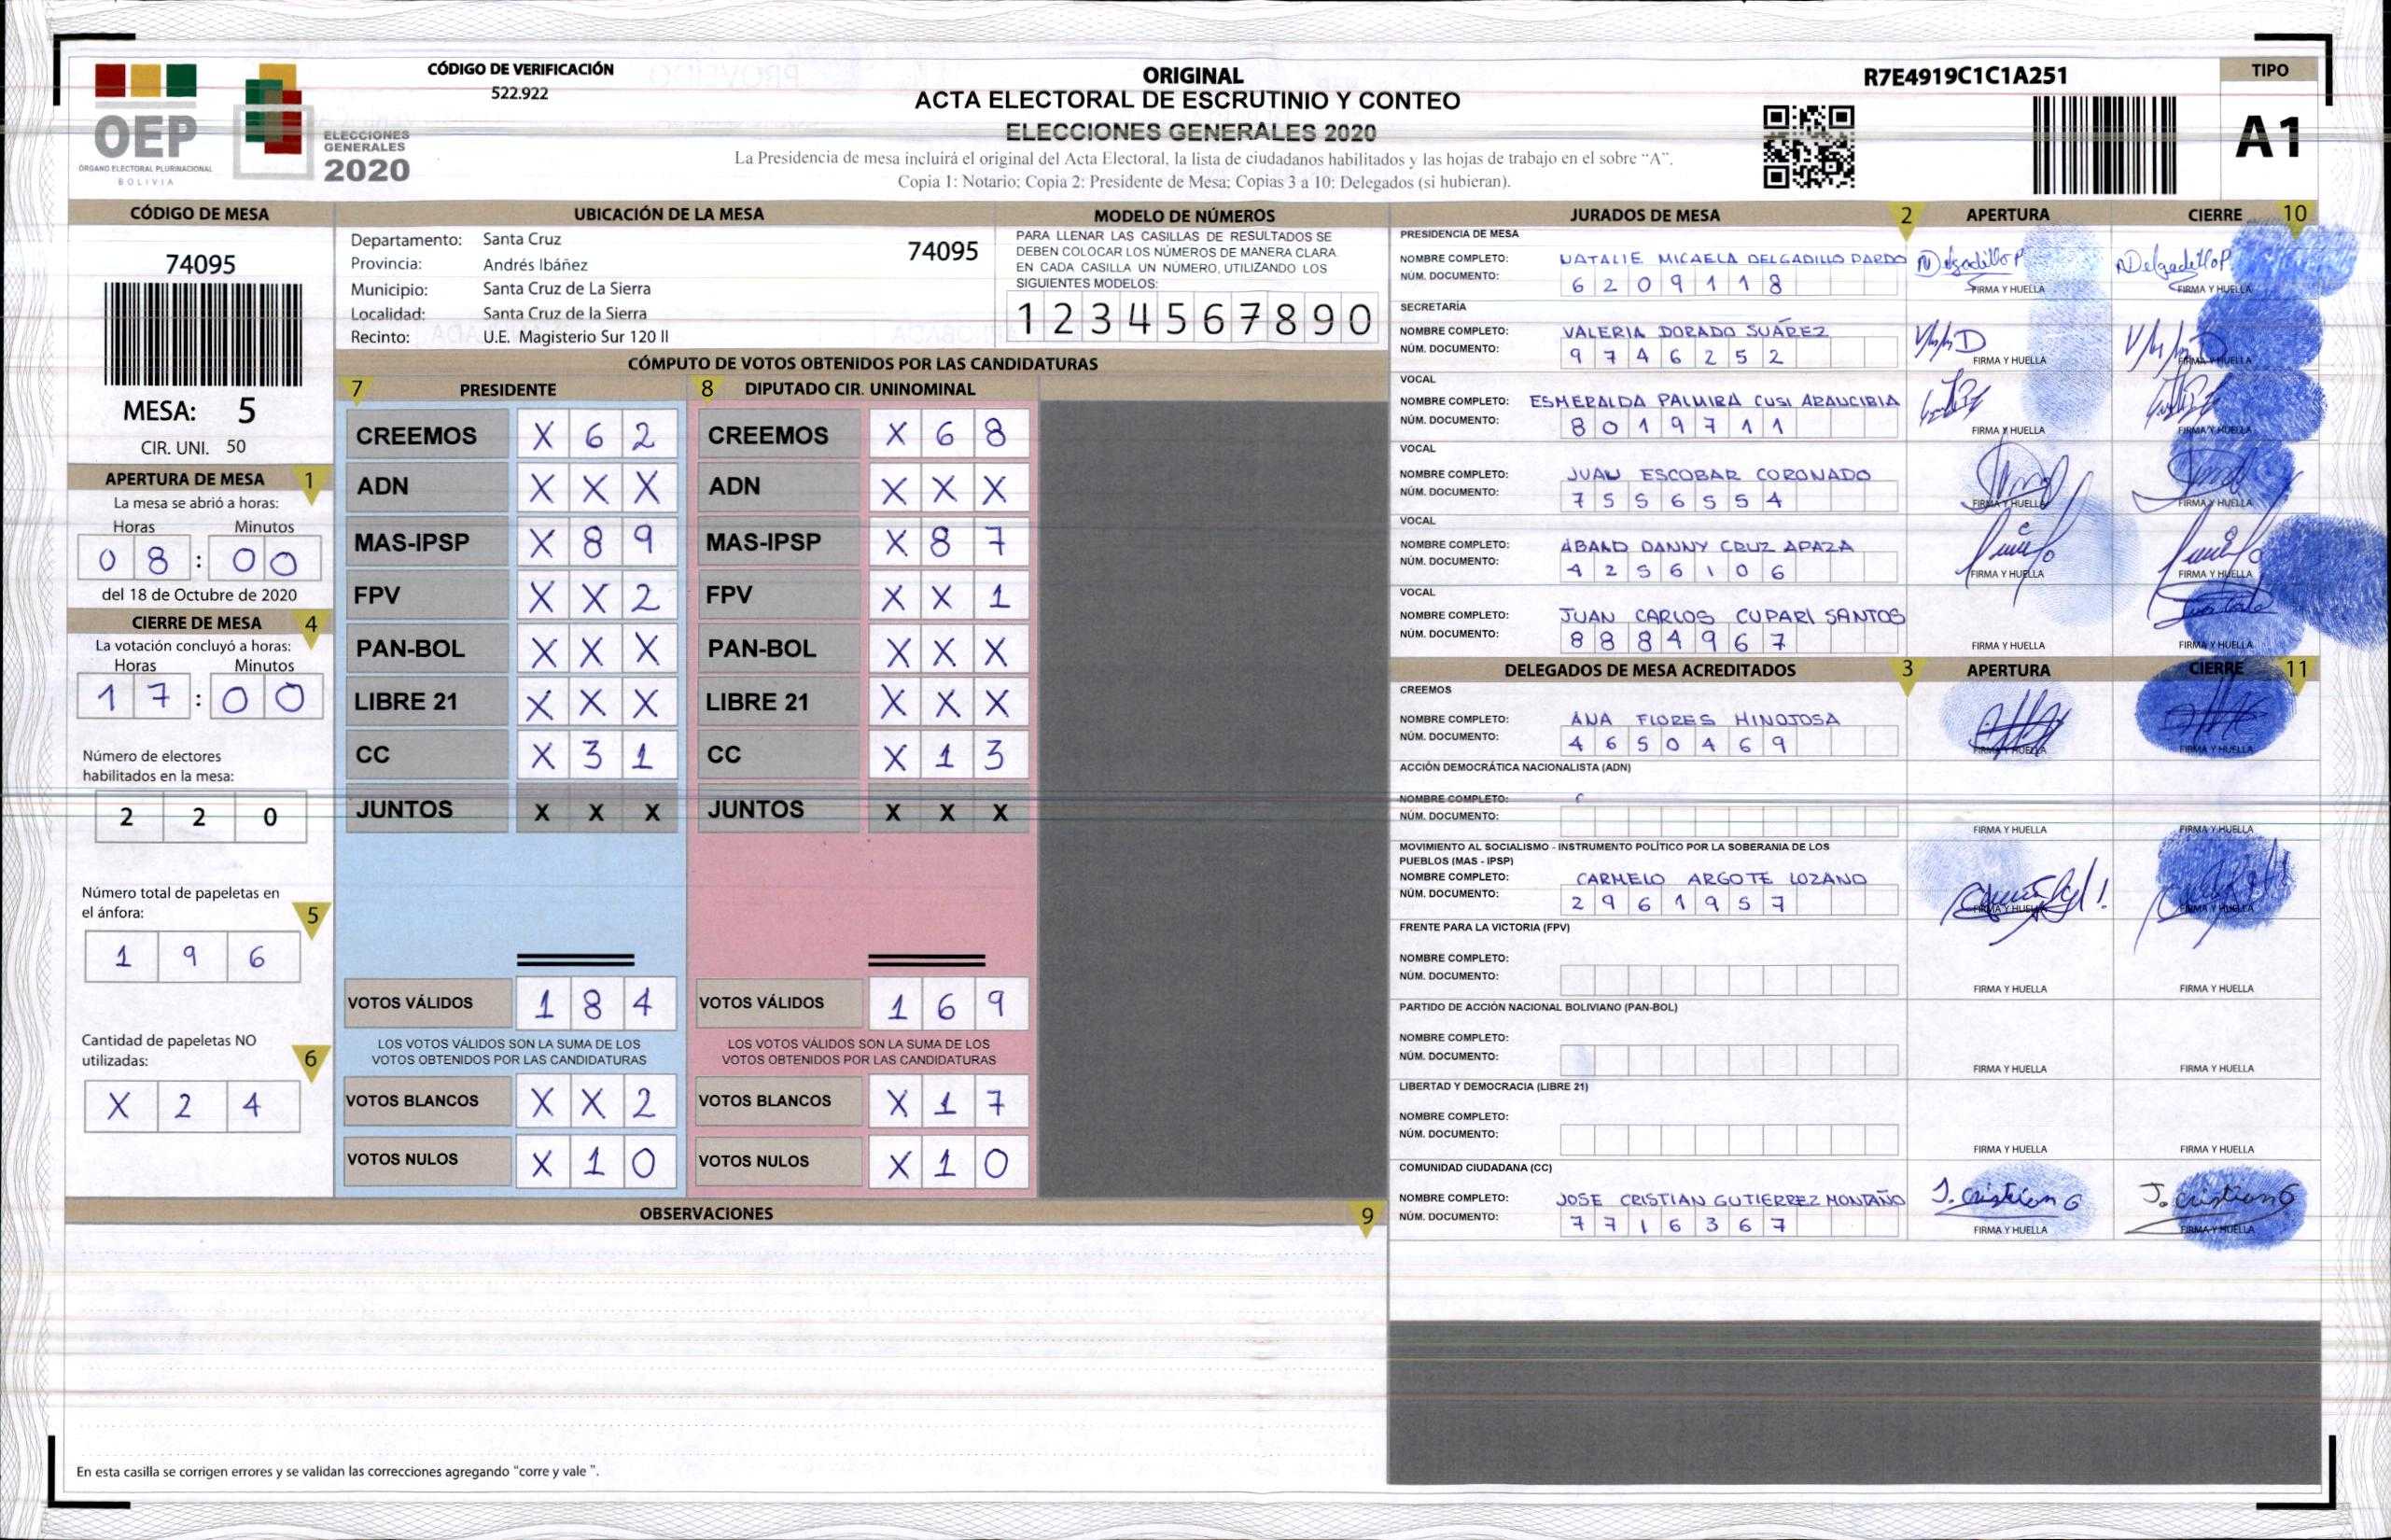 OEP
ÓRGANO ELECTORAL PLURINACIONAL
BOLIVIA
ELECCIONES
GENERALES
2020
CÓDIGO DE VERIFICACIÓN
522.922
ORIGINAL
ACTA ELECTORAL DE ESCRUTINIO Y CONTEO
ELECCIONES GENERALES 2020
La Presidencia de mesa incluirá el original del Acta Electoral, la lista de ciudadanos habilitados y las hojas de trabajo en el sobre “A”.
Copia 1: Notario; Copia 2: Presidente de Mesa; Copias 3 a 10: Delegados (si hubieran).
R7E4919C1C1A251
TIPO
A1
CÓDIGO DE MESA
74095
MESA: 5
CIR. UNI. 50
APERTURA DE MESA 1
La mesa se abrió a horas:
Horas Minutos
0 8 : 0 0
del 18 de Octubre de 2020
CIERRE DE MESA 4
La votación concluyó a horas:
Horas Minutos
1 7 : 0 0
Número de electores
habilitados en la mesa:
2 2 0
Número total de papeletas en
el ánfora: 5
1 9 6
Cantidad de papeletas NO
utilizadas: 6
X 2 4
UBICACIÓN DE LA MESA
Departamento: Santa Cruz 74095
Provincia: Andrés Ibáñez
Municipio: Santa Cruz de La Sierra
Localidad: Santa Cruz de la Sierra
Recinto: U.E. Magisterio Sur 120 II
MODELO DE NÚMEROS
PARA LLENAR LAS CASILLAS DE RESULTADOS SE
DEBEN COLOCAR LOS NÚMEROS DE MANERA CLARA
EN CADA CASILLA UN NÚMERO, UTILIZANDO LOS
SIGUIENTES MODELOS:
1 2 3 4 5 6 7 8 9 0
CÓMPUTO DE VOTOS OBTENIDOS POR LAS CANDIDATURAS
7 PRESIDENTE
CREEMOS X 6 2
ADN X X X
MAS-IPSP X 8 9
FPV X X 2
PAN-BOL X X X
LIBRE 21 X X X
CC X 3 1
JUNTOS X X X
VOTOS VÁLIDOS 1 8 4
LOS VOTOS VÁLIDOS SON LA SUMA DE LOS
VOTOS OBTENIDOS POR LAS CANDIDATURAS
VOTOS BLANCOS X X 2
VOTOS NULOS X 1 0
8 DIPUTADO CIR. UNINOMINAL
CREEMOS X 6 8
ADN X X X
MAS-IPSP X 8 7
FPV X X 1
PAN-BOL X X X
LIBRE 21 X X X
CC X 1 3
JUNTOS X X X
VOTOS VÁLIDOS 1 6 9
LOS VOTOS VÁLIDOS SON LA SUMA DE LOS
VOTOS OBTENIDOS POR LAS CANDIDATURAS
VOTOS BLANCOS X 1 7
VOTOS NULOS X 1 0
OBSERVACIONES 9
En esta casilla se corrigen errores y se validan las correcciones agregando “corre y vale ”.
JURADOS DE MESA 2 APERTURA CIERRE 10
PRESIDENCIA DE MESA
NOMBRE COMPLETO: NATALIE MICAELA DELGADILLO PARDO NDelgadilloP NDelgadilloP
NÚM. DOCUMENTO: 6 2 0 9 1 1 8 FIRMA Y HUELLA FIRMA Y HUELLA
SECRETARÍA
NOMBRE COMPLETO: VALERIA DORADO SUÁREZ
NÚM. DOCUMENTO: 9 7 4 6 2 5 2 FIRMA Y HUELLA FIRMA Y HUELLA
VOCAL
NOMBRE COMPLETO: ESMERALDA PALMIRA CUSI ARANCIBIA
NÚM. DOCUMENTO: 8 0 1 9 7 1 1 FIRMA Y HUELLA FIRMA Y HUELLA
VOCAL
NOMBRE COMPLETO: JUAN ESCOBAR CORONADO
NÚM. DOCUMENTO: 7 5 5 6 5 5 4 FIRMA Y HUELLA FIRMA Y HUELLA
VOCAL
NOMBRE COMPLETO: DANNY CRUZ APAZA
NÚM. DOCUMENTO: 4 2 5 6 1 0 6 FIRMA Y HUELLA FIRMA Y HUELLA
VOCAL
NOMBRE COMPLETO: JUAN CARLOS CUPARI SANTOS
NÚM. DOCUMENTO: 8 8 8 4 9 6 7 FIRMA Y HUELLA FIRMA Y HUELLA
DELEGADOS DE MESA ACREDITADOS 3 APERTURA CIERRE 11
CREEMOS
NOMBRE COMPLETO: ANA FLORES HINOJOSA
NÚM. DOCUMENTO: 4 6 5 0 4 6 9 FIRMA Y HUELLA FIRMA Y HUELLA
ACCIÓN DEMOCRÁTICA NACIONALISTA (ADN)
NOMBRE COMPLETO:
NÚM. DOCUMENTO: FIRMA Y HUELLA FIRMA Y HUELLA
MOVIMIENTO AL SOCIALISMO - INSTRUMENTO POLÍTICO POR LA SOBERANIA DE LOS
PUEBLOS (MAS - IPSP)
NOMBRE COMPLETO: CARMELO ARGOTE LOZANO
NÚM. DOCUMENTO: 2 9 6 1 9 5 7 FIRMA Y HUELLA FIRMA Y HUELLA
FRENTE PARA LA VICTORIA (FPV)
NOMBRE COMPLETO:
NÚM. DOCUMENTO: FIRMA Y HUELLA FIRMA Y HUELLA
PARTIDO DE ACCIÓN NACIONAL BOLIVIANO (PAN-BOL)
NOMBRE COMPLETO:
NÚM. DOCUMENTO: FIRMA Y HUELLA FIRMA Y HUELLA
LIBERTAD Y DEMOCRACIA (LIBRE 21)
NOMBRE COMPLETO:
NÚM. DOCUMENTO: FIRMA Y HUELLA FIRMA Y HUELLA
COMUNIDAD CIUDADANA (CC)
NOMBRE COMPLETO: JOSE CRISTIAN GUTIERREZ MONTAÑO J. Cristian G J. Cristian G
NÚM. DOCUMENTO: 7 7 1 6 3 6 7 FIRMA Y HUELLA FIRMA Y HUELLA